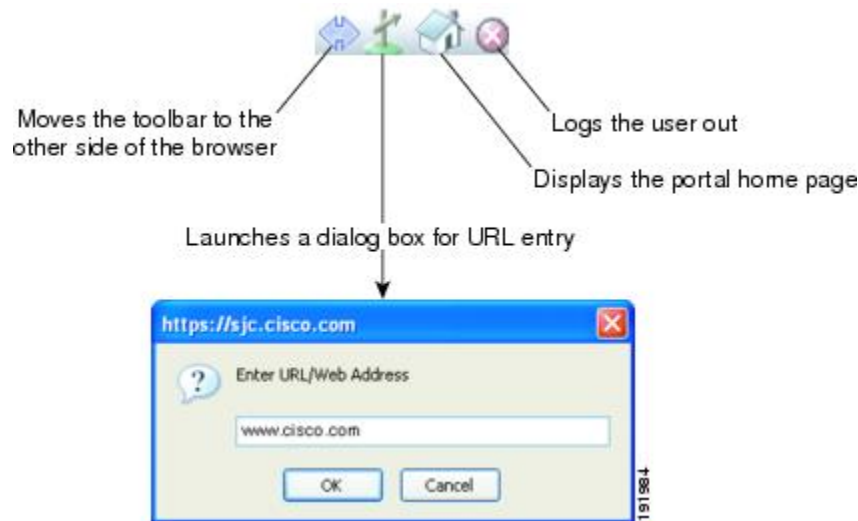 Moves the toolbar to the
other side of the browser
Logs the user out
Displays the portal home page
Launches a dialog box for URL entry
https://sjc.cisco.com
?
Enter URL/Web Address
www.cisco.com
OK
Cancel
191984